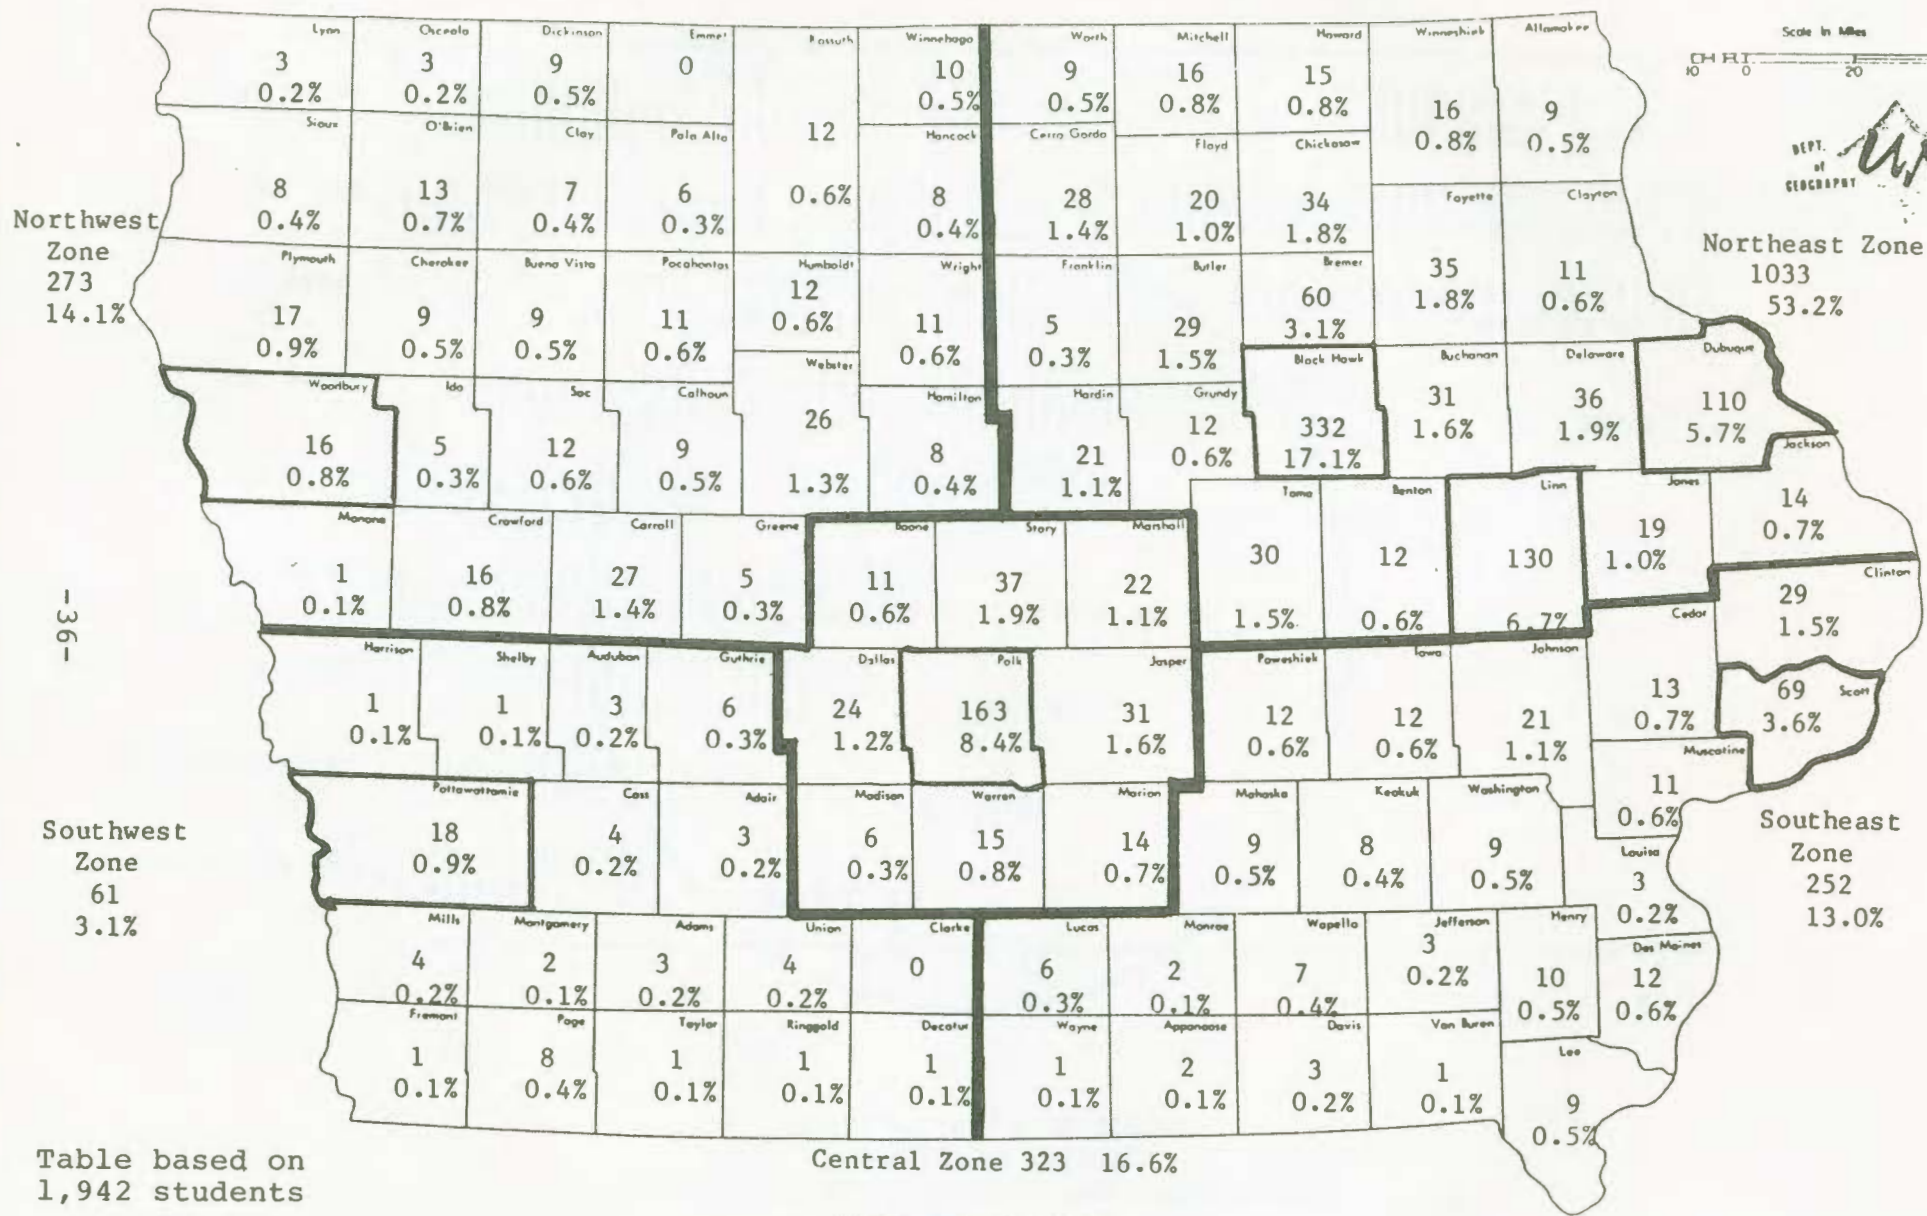 Lyon Osceola Dickinson Emmet Kossuth Winnebago Worth Mitchell Howard Winneshiek Allamakee
3 3 9 0 10 9 16 15
0.2% 0.2% 0.5% 0.5% 0.5% 0.8% 0.8%
Scale in Miles
10 0 20
12 16 9
0.6% 0.8% 0.5%
DEPT.
of
GEOGRAPHY
Sioux O'Brien Clay Palo Alto Hancock Cerro Gordo Floyd Chickasaw
8 13 7 6 8 28 20 34
0.4% 0.7% 0.4% 0.3% 0.4% 1.4% 1.0% 1.8%
Fayette Clayton
35 11
1.8% 0.6%
Northwest
Zone
273
14.1%
Northeast Zone
1033
53.2%
Plymouth Cherokee Buena Vista Pocahontas Humboldt Wright Franklin Butler Bremer
17 9 9 11 12 11 5 29 60
0.9% 0.5% 0.5% 0.6% 0.6% 0.6% 0.3% 1.5% 3.1%
Woodbury Ida Sac Calhoun Webster Hamilton Hardin Grundy Black Hawk Buchanan Delaware Dubuque
16 5 12 9 26 8 21 12 332 31 36 110
0.8% 0.3% 0.6% 0.5% 1.3% 0.4% 1.1% 0.6% 17.1% 1.6% 1.9% 5.7%
Monona Crawford Carroll Greene Boone Story Marshall Tama Benton Linn Jones Jackson
1 16 27 5 11 37 22 30 12 130 19 14
0.1% 0.8% 1.4% 0.3% 0.6% 1.9% 1.1% 1.5% 0.6% 6.7% 1.0% 0.7%
-36-
Clinton
29
1.5%
Harrison Shelby Audubon Guthrie Dallas Polk Jasper Poweshiek Iowa Johnson Cedar Scott
1 1 3 6 24 163 31 12 12 21 13 69
0.1% 0.1% 0.2% 0.3% 1.2% 8.4% 1.6% 0.6% 0.6% 1.1% 0.7% 3.6%
Pottawattamie Cass Adair Madison Warren Marion Mahaska Keokuk Washington Muscatine
18 4 3 6 15 14 9 8 9 11
0.9% 0.2% 0.2% 0.3% 0.8% 0.7% 0.5% 0.4% 0.5% 0.6%
Southwest
Zone
61
3.1%
Southeast
Zone
252
13.0%
Louisa
3
0.2%
Mills Montgomery Adams Union Clarke Lucas Monroe Wapello Jefferson Henry Des Moines
4 2 3 4 0 6 2 7 3 10 12
0.2% 0.1% 0.2% 0.2% 0.3% 0.1% 0.4% 0.2% 0.5% 0.6%
Fremont Page Taylor Ringgold Decatur Wayne Appanoose Davis Van Buren Lee
1 8 1 1 1 1 2 3 1 9
0.1% 0.4% 0.1% 0.1% 0.1% 0.1% 0.1% 0.2% 0.1% 0.5%
Central Zone 323 16.6%
Table based on
1,942 students